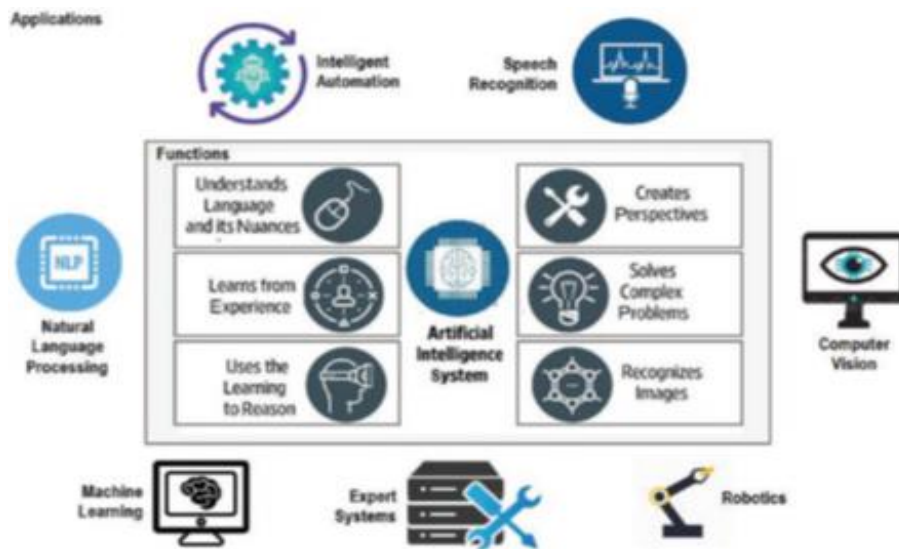 Applications
Intelligent
Automation
Speech
Recognition
Functions
Understands
Language
and its Nuances
Creates
Perspectives
NLP
Natural
Language
Processing
Learns from
Experience
Artificial
Intelligence
System
Solves
Complex
Problems
Computer
Vision
Uses the
Learning
to Reason
Recognizes
Images
Machine
Learning
Expert
Systems
Robotics